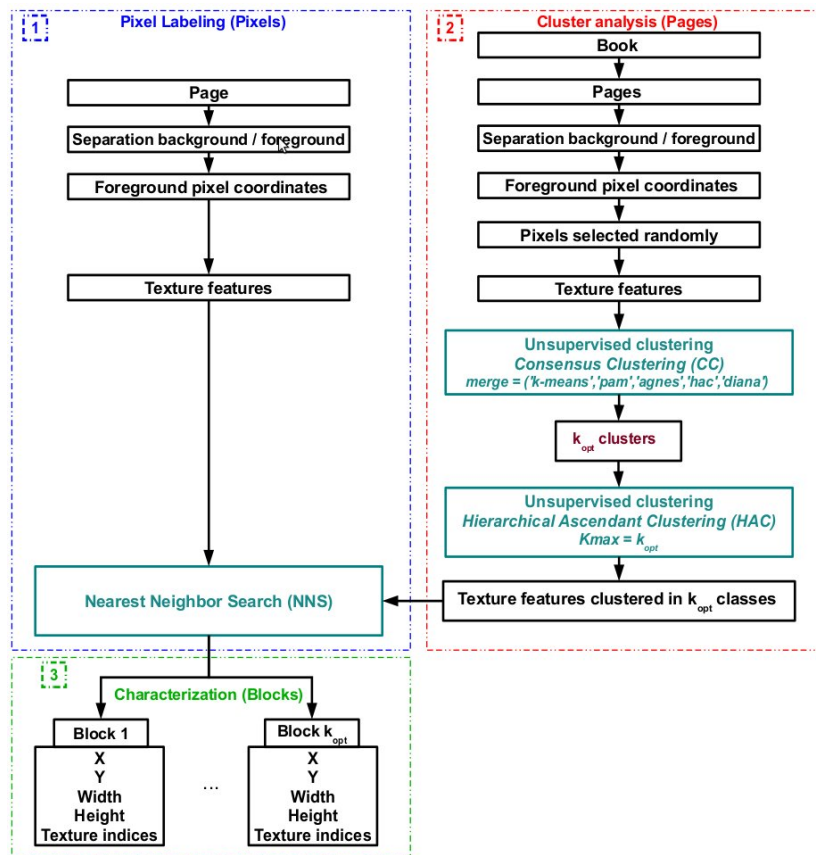 1
Pixel Labeling (Pixels)
Page
Separation background / foreground
Foreground pixel coordinates
Texture features
Nearest Neighbor Search (NNS)
2
Cluster analysis (Pages)
Book
Pages
Separation background / foreground
Foreground pixel coordinates
Pixels selected randomly
Texture features
Unsupervised clustering
Consensus Clustering (CC)
merge = ('k-means','pam','agnes','hac','diana')
kopt clusters
Unsupervised clustering
Hierarchical Ascendant Clustering (HAC)
Kmax = kopt
Texture features clustered in kopt classes
3
Characterization (Blocks)
Block 1
X
Y
Width
Height
Texture indices
...
Block kopt
X
Y
Width
Height
Texture indices